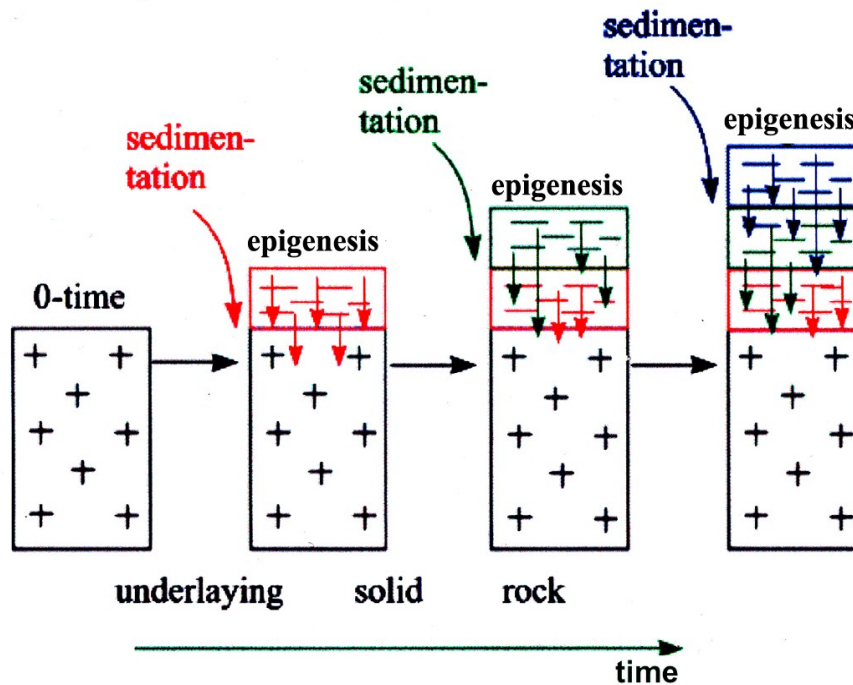 sedimen-
tation
epigenesis
sedimen-
tation
epigenesis
sedimen-
tation
epigenesis
0-time
underlaying solid rock
time